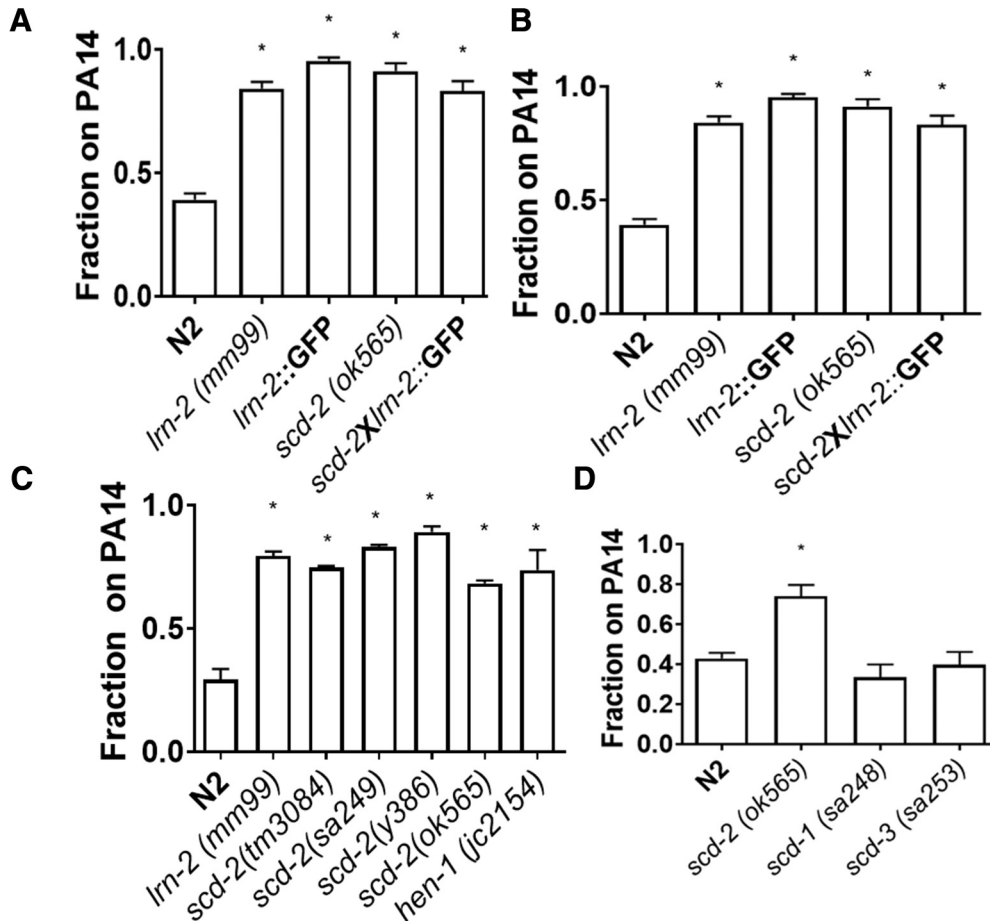 A
Fraction on PA14
1.0
0.5
0.0
*
*
*
*
N2
lrn-2 (mm99)
lrn-2::GFP
scd-2 (ok565)
scd-2Xlrn-2::GFP
B
Fraction on PA14
1.0
0.5
0.0
*
*
*
*
N2
lrn-2 (mm99)
lrn-2::GFP
scd-2 (ok565)
scd-2Xlrn-2::GFP
C
Fraction on PA14
1.0
0.5
0.0
*
*
*
*
*
*
N2
lrn-2 (mm99)
scd-2(tm3084)
scd-2(sa249)
scd-2(y386)
scd-2(ok565)
hen-1 (jc2154)
D
Fraction on PA14
1.0
0.8
0.6
0.4
0.2
0.0
*
N2
scd-2 (ok565)
scd-1 (sa248)
scd-3 (sa253)